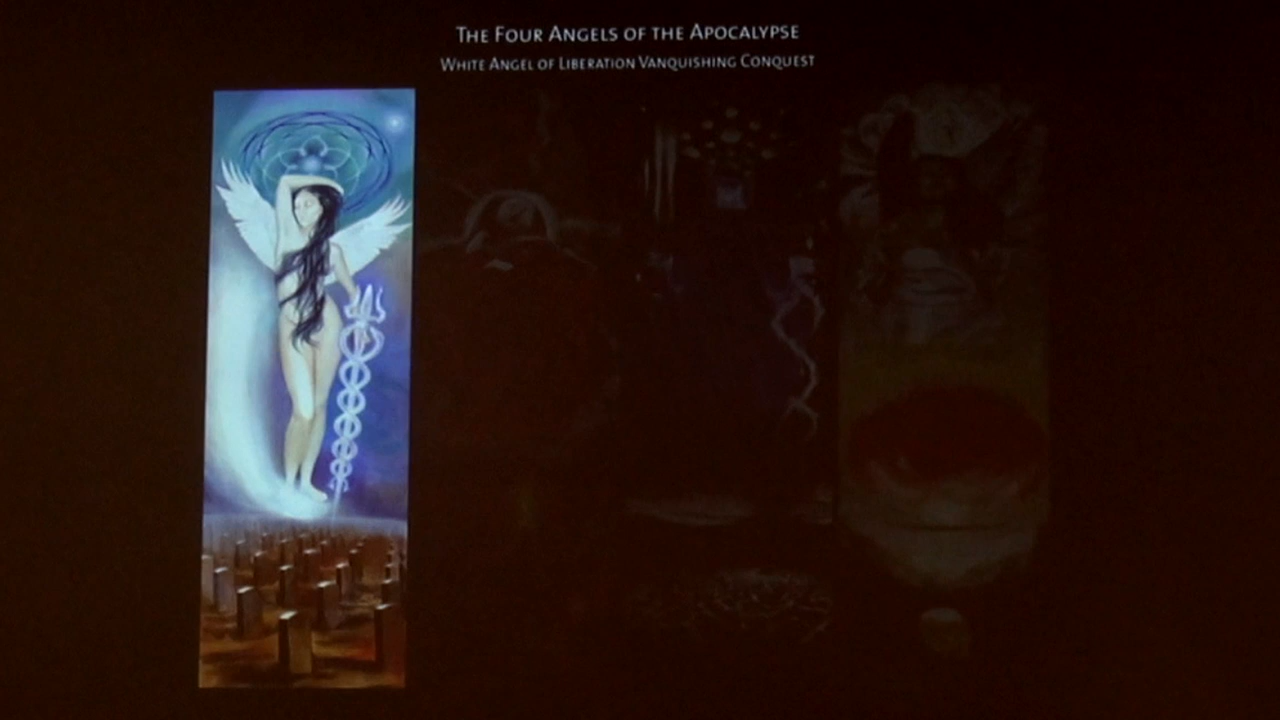 The Four Angels of the Apocalypse
White Angel of Liberation Vanquishing Conquest